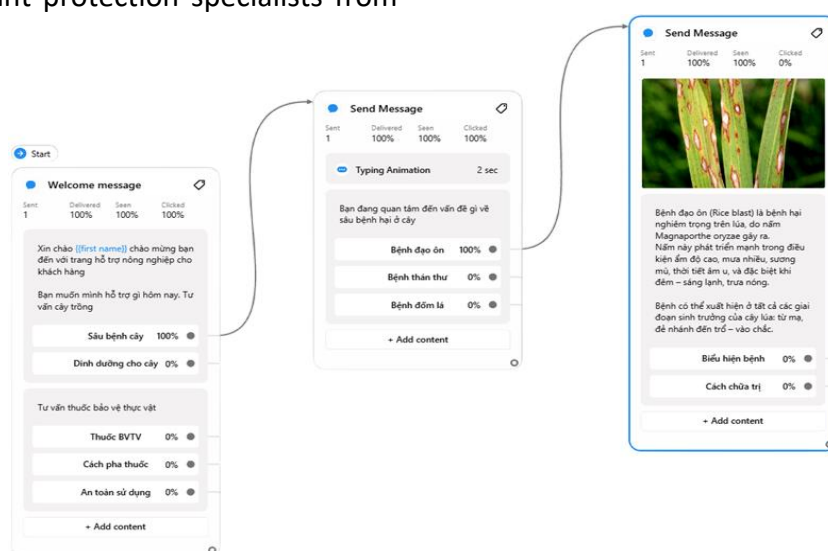 nt protection specialists from
Start
Welcome message
Sent Delivered Seen Clicked
1 100% 100% 100%
Xin chào {{first name}} chào mừng bạn
đến với trang hỗ trợ nông nghiệp cho
khách hàng
Bạn muốn mình hỗ trợ gì hôm nay. Tư
vấn cây trồng
Sâu bệnh cây 100%
Dinh dưỡng cho cây 0%
Tư vấn thuốc bảo vệ thực vật
Thuốc BVTV 0%
Cách pha thuốc 0%
An toàn sử dụng 0%
+ Add content
Send Message
Sent Delivered Seen Clicked
1 100% 100% 100%
Typing Animation 2 sec
Bạn đang quan tâm đến vấn đề gì về
sâu bệnh hại ở cây
Bệnh đạo ôn 100%
Bệnh thán thư 0%
Bệnh đốm lá 0%
+ Add content
Send Message
Sent Delivered Seen Clicked
1 100% 100% 0%
Bệnh đạo ôn (Rice blast) là bệnh hại
nghiêm trọng trên lúa, do nấm
Magnaporthe oryzae gây ra.
Nấm này phát triển mạnh trong điều
kiện ẩm độ cao, mưa nhiều, sương
mù, thời tiết âm u, và đặc biệt khi
đêm – sáng lạnh, trưa nóng.
Bệnh có thể xuất hiện ở tất cả các giai
đoạn sinh trưởng của cây lúa: từ mạ,
đẻ nhánh đến trổ – vào chắc.
Biểu hiện bệnh 0%
Cách chữa trị 0%
+ Add content